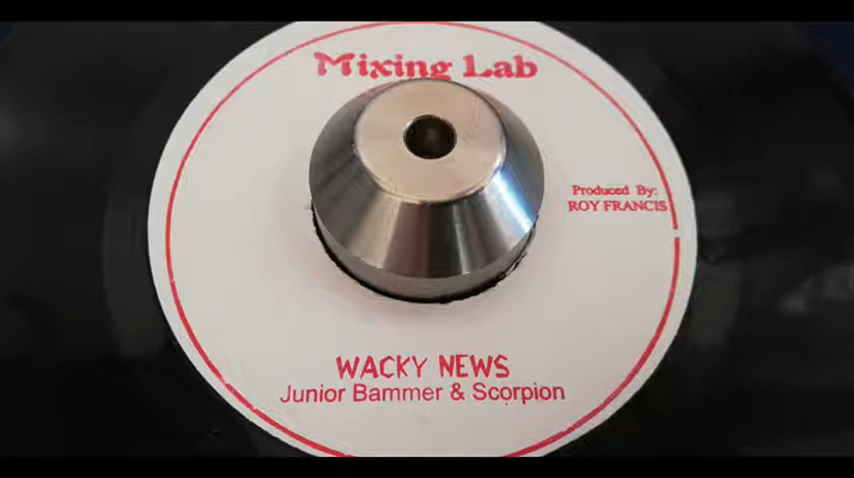 Mixing Lab
Produced By:
ROY FRANCIS
WACKY NEWS
Junior Bammer & Scorpion